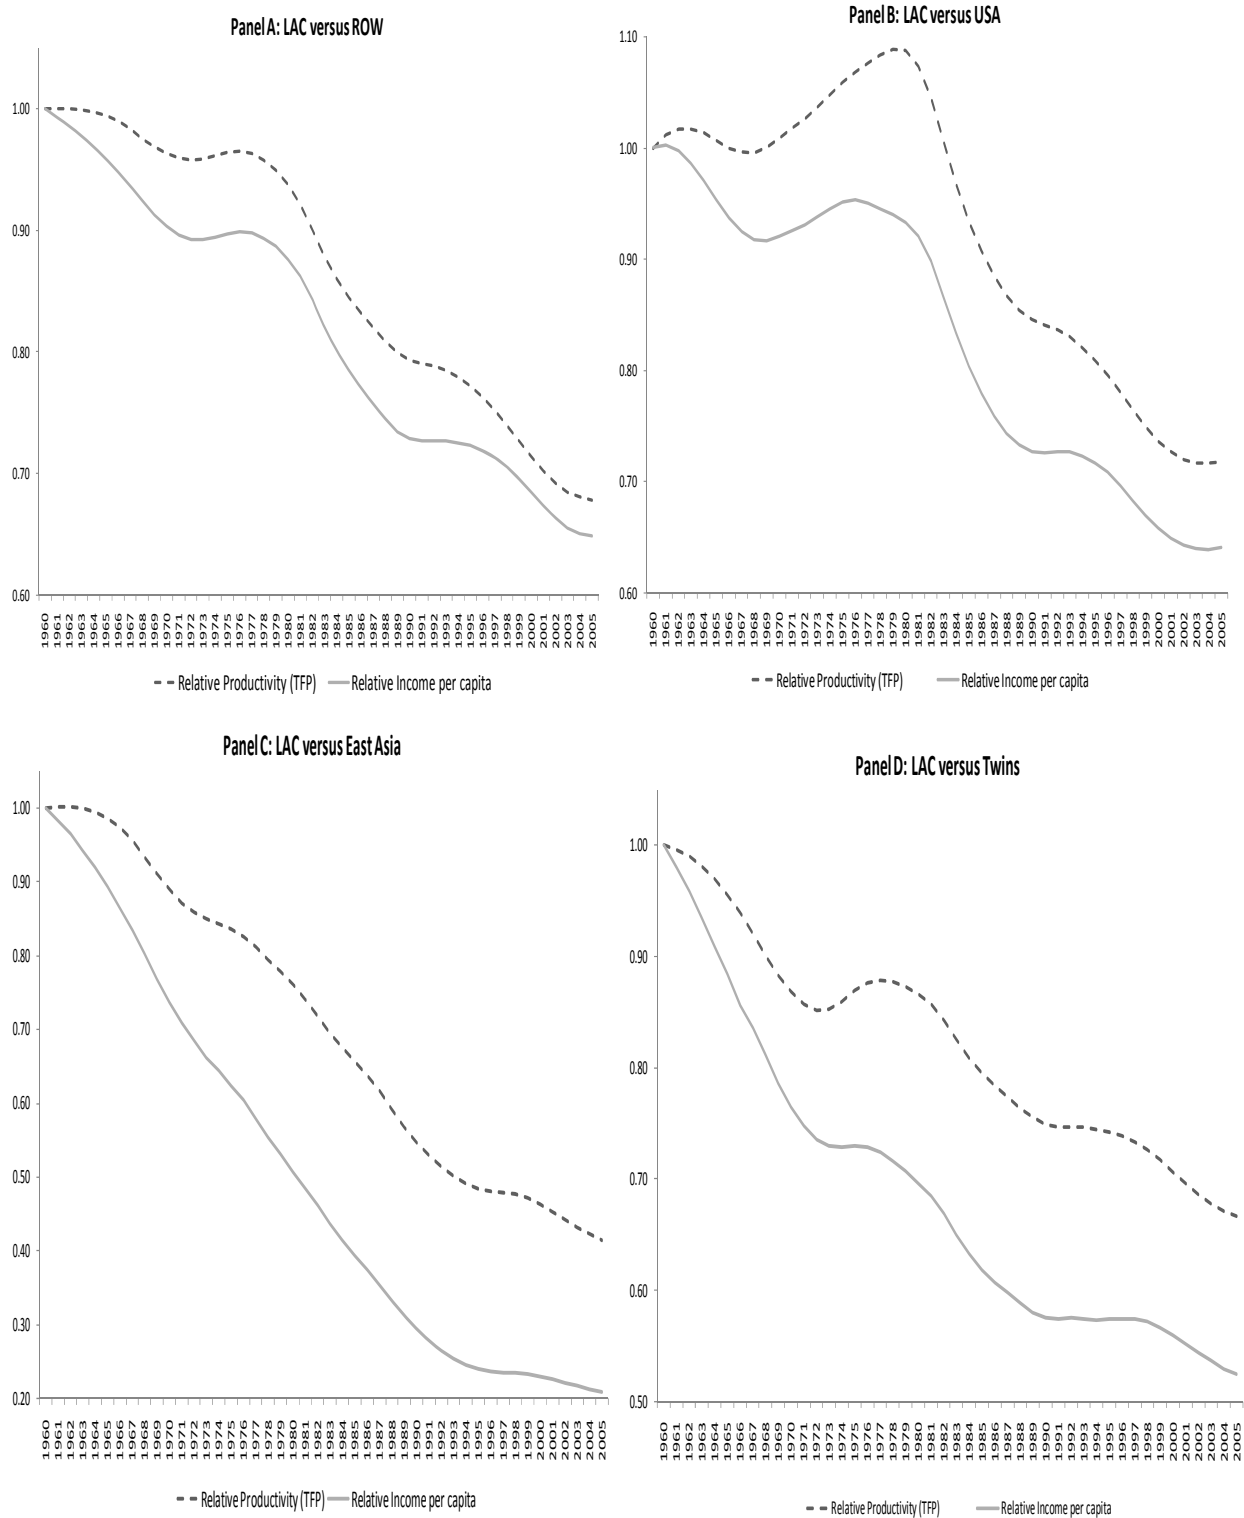 Panel A: LAC versus ROW
1.00
0.90
0.80
0.70
0.60
1960 1961 1962 1963 1964 1965 1966 1967 1968 1969 1970 1971 1972 1973 1974 1975 1976 1977 1978 1979 1980 1981 1982 1983 1984 1985 1986 1987 1988 1989 1990 1991 1992 1993 1994 1995 1996 1997 1998 1999 2000 2001 2002 2003 2004 2005
Relative Productivity (TFP) Relative Income per capita
Panel B: LAC versus USA
1.10
1.00
0.90
0.80
0.70
0.60
1960 1961 1962 1963 1964 1965 1966 1967 1968 1969 1970 1971 1972 1973 1974 1975 1976 1977 1978 1979 1980 1981 1982 1983 1984 1985 1986 1987 1988 1989 1990 1991 1992 1993 1994 1995 1996 1997 1998 1999 2000 2001 2002 2003 2004 2005
Relative Productivity (TFP) Relative Income per capita
Panel C: LAC versus East Asia
1.00
0.90
0.80
0.70
0.60
0.50
0.40
0.30
0.20
1960 1961 1962 1963 1964 1965 1966 1967 1968 1969 1970 1971 1972 1973 1974 1975 1976 1977 1978 1979 1980 1981 1982 1983 1984 1985 1986 1987 1988 1989 1990 1991 1992 1993 1994 1995 1996 1997 1998 1999 2000 2001 2002 2003 2004 2005
Relative Productivity (TFP) Relative Income per capita
Panel D: LAC versus Twins
1.00
0.90
0.80
0.70
0.60
0.50
1960 1961 1962 1963 1964 1965 1966 1967 1968 1969 1970 1971 1972 1973 1974 1975 1976 1977 1978 1979 1980 1981 1982 1983 1984 1985 1986 1987 1988 1989 1990 1991 1992 1993 1994 1995 1996 1997 1998 1999 2000 2001 2002 2003 2004 2005
Relative Productivity (TFP) Relative Income per capita